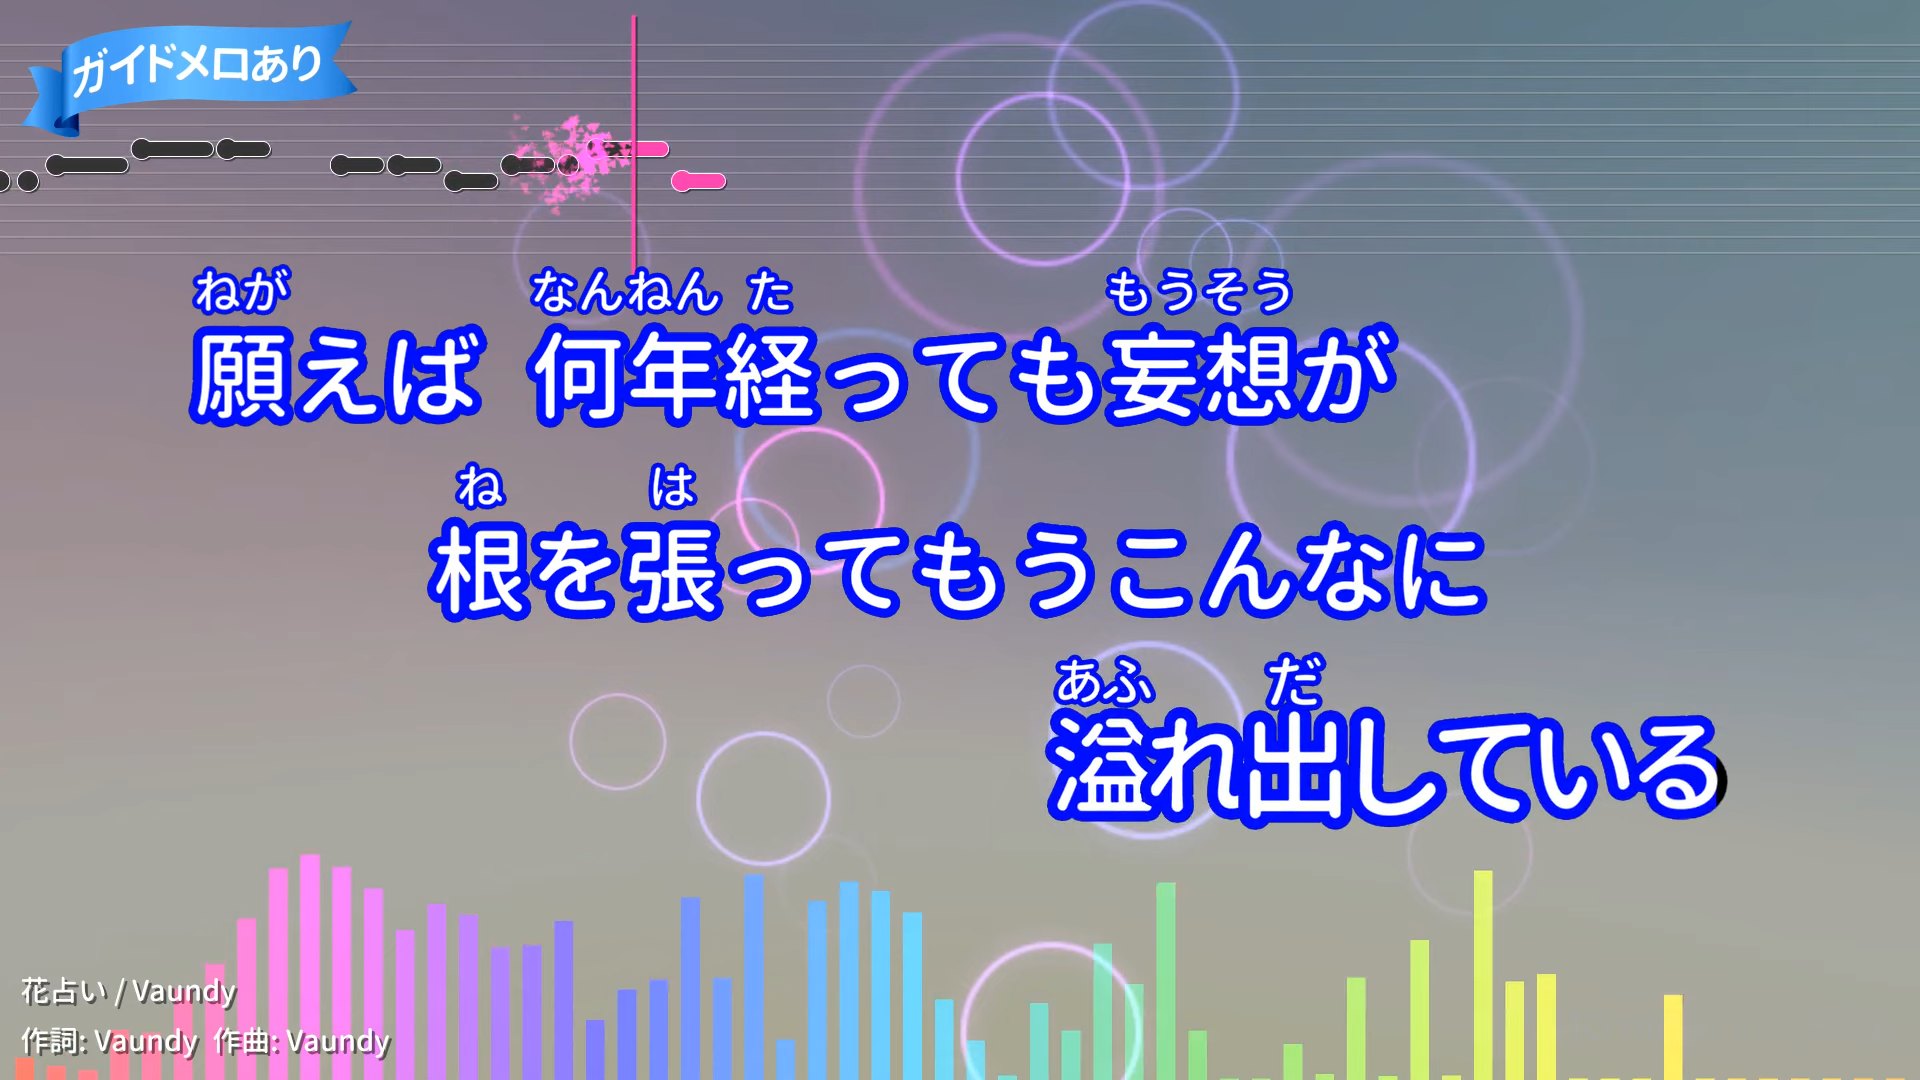 ガイドメロあり
ねが なんねん た もうそう
願えば 何年経っても妄想が
ね は
根を張ってもうこんなに
あふ だ
溢れ出している
花占い / Vaundy
作詞: Vaundy 作曲: Vaundy